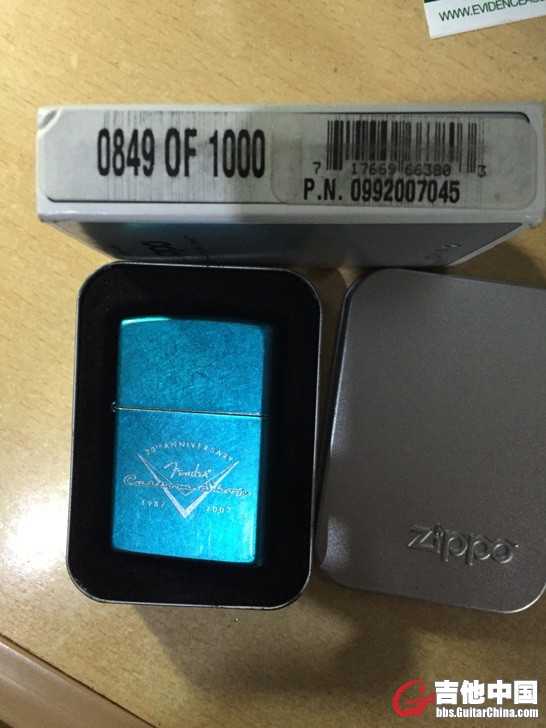 WWW.EVIDENCEAU
0849 OF 1000
7 17669 66380 3
P.N. 0992007045
20TH ANNIVERSARY
Fender
Custom Shop
1987 2007
zippo
吉他中国
bbs.GuitarChina.com